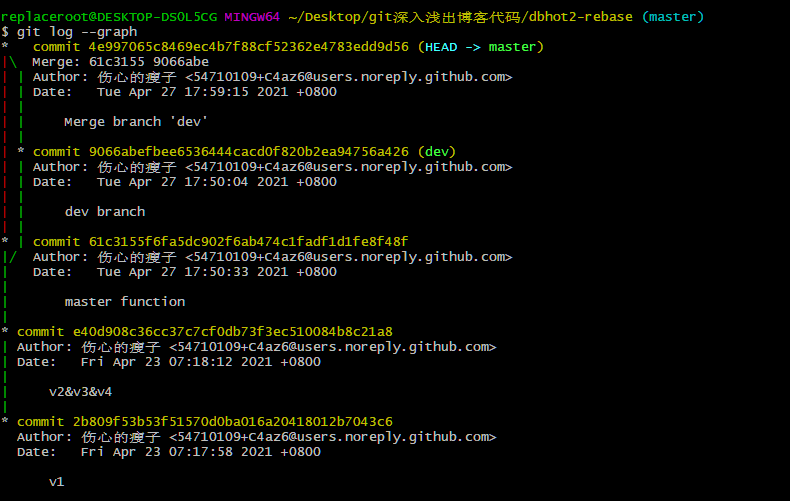 replaceroot@DESKTOP-DSOL5CG MINGW64 ~/Desktop/git深入浅出博客代码/dbhot2-rebase (master)
$ git log --graph
*   commit 4e997065c8469ec4b7f88cf52362e4783edd9d56 (HEAD -> master)
|\  Merge: 61c3155 9066abe
| | Author: 伤心的瘦子 <54710109+C4az6@users.noreply.github.com>
| | Date:   Tue Apr 27 17:59:15 2021 +0800
| |
| |     Merge branch 'dev'
| |
| * commit 9066abefbee6536444cacd0f820b2ea94756a426 (dev)
| | Author: 伤心的瘦子 <54710109+C4az6@users.noreply.github.com>
| | Date:   Tue Apr 27 17:50:04 2021 +0800
| |
| |     dev branch
| |
* | commit 61c3155f6fa5dc902f6ab474c1fadf1d1fe8f48f
|/  Author: 伤心的瘦子 <54710109+C4az6@users.noreply.github.com>
|   Date:   Tue Apr 27 17:50:33 2021 +0800
|
|       master function
|
* commit e40d908c36cc37c7cf0db73f3ec510084b8c21a8
| Author: 伤心的瘦子 <54710109+C4az6@users.noreply.github.com>
| Date:   Fri Apr 23 07:18:12 2021 +0800
|
|     v2&v3&v4
|
* commit 2b809f53b53f51570d0ba016a20418012b7043c6
  Author: 伤心的瘦子 <54710109+C4az6@users.noreply.github.com>
  Date:   Fri Apr 23 07:17:58 2021 +0800

      v1